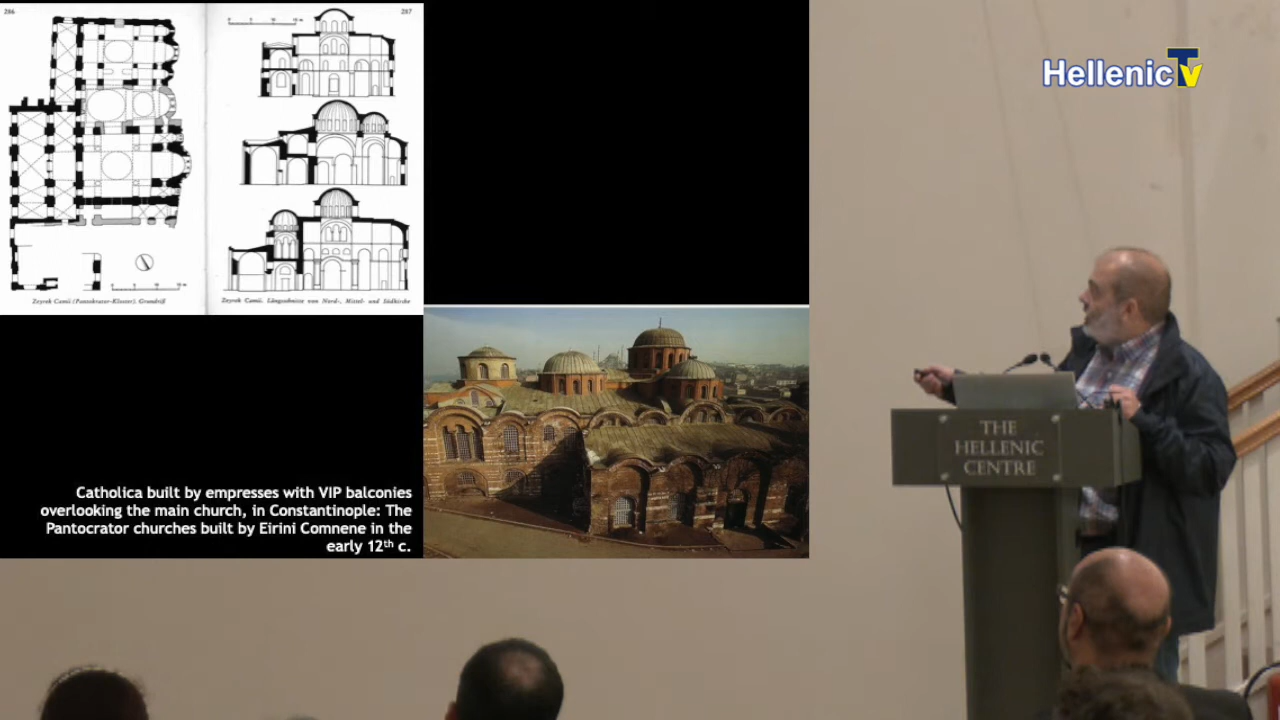 286
287
Zeyrek Camii (Pantokrator-Kloster). Grundriß
Zeyrek Camii. Längsschnitte von Nord-, Mittel- und Südkirche
Catholica built by empresses with VIP balconies
overlooking the main church, in Constantinople: The
Pantocrator churches built by Eirini Comnene in the
early 12th c.
HellenicTv
THE
HELLENIC
CENTRE